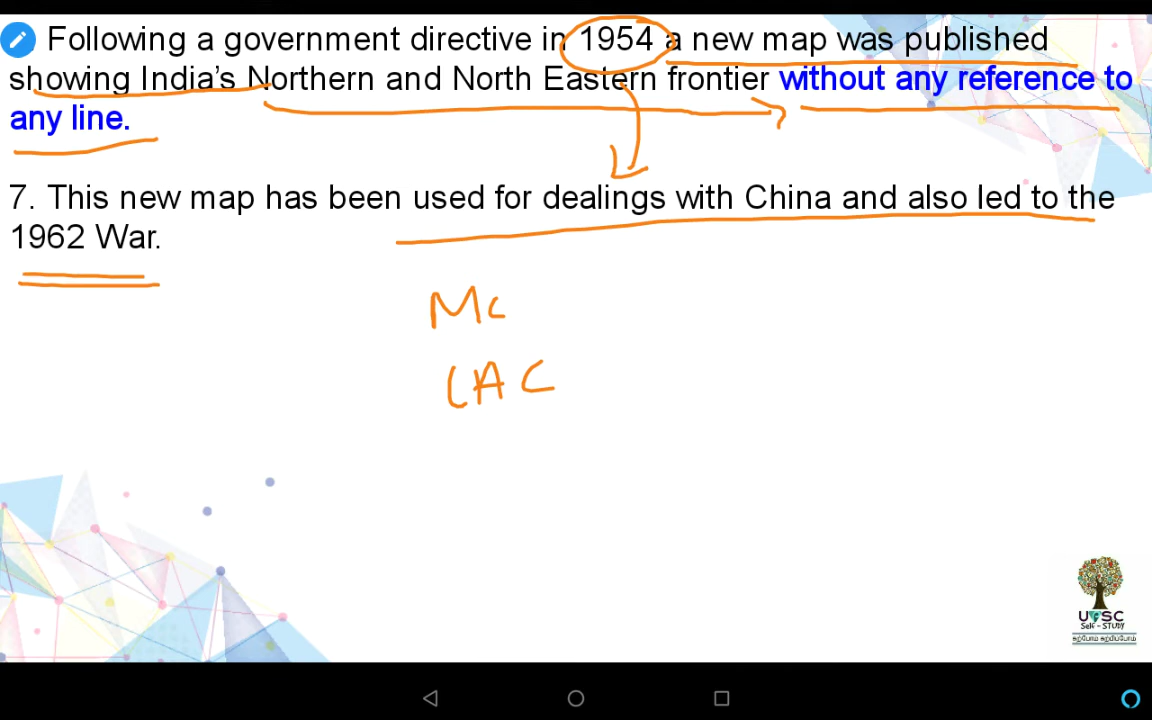 Following a government directive in 1954 a new map was published
showing India's Northern and North Eastern frontier without any reference to
any line.
7. This new map has been used for dealings with China and also led to the
1962 War.
Mc
LAC
UPSC
Self - STUDY
கற்போம் கற்பிப்போம்